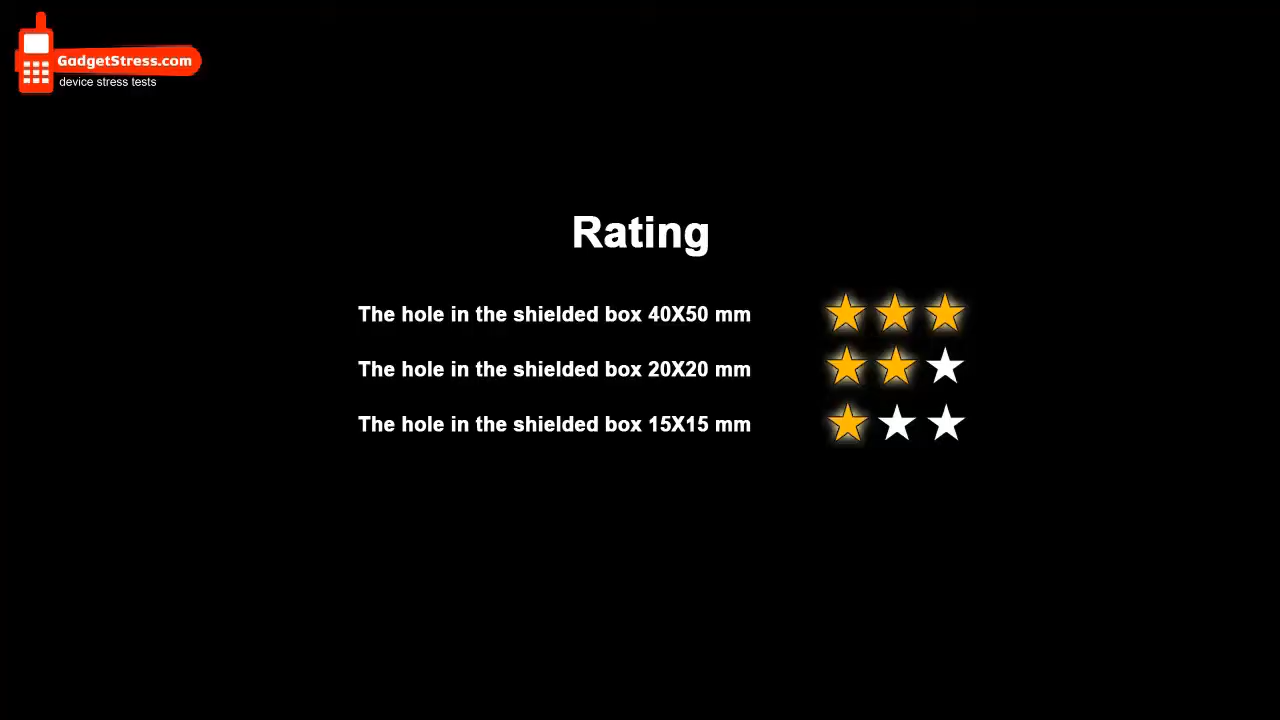 GadgetStress.com
device stress tests
Rating
The hole in the shielded box 40X50 mm
The hole in the shielded box 20X20 mm
The hole in the shielded box 15X15 mm